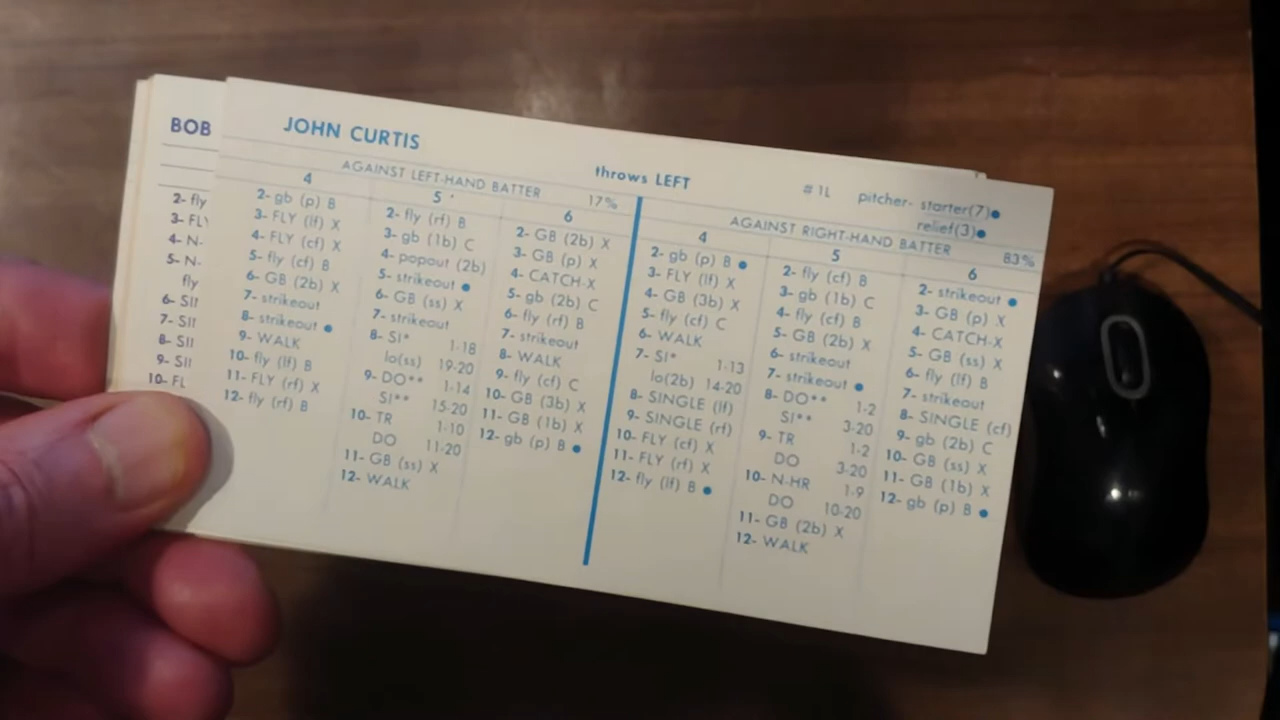 BOB
2- fly
3- FLY
4- N-
5- N-
fly
6- SI
7- SI
8- SI
9- SI
10- FL
JOHN CURTIS
throws LEFT
# 1L
pitcher- starter(7)●
relief(3)●
AGAINST LEFT-HAND BATTER 17%
4
2- gb (p) B
3- FLY (lf) X
4- FLY (cf) X
5- fly (cf) B
6- GB (2b) X
7- strikeout
8- strikeout ●
9- WALK
10- fly (lf) B
11- FLY (rf) X
12- fly (rf) B
5
2- fly (rf) B
3- gb (1b) C
4- popout (2b)
5- strikeout ●
6- GB (ss) X
7- strikeout
8- SI* 1-18
lo(ss) 19-20
9- DO** 1-14
SI** 15-20
10- TR 1-10
DO 11-20
11- GB (ss) X
12- WALK
6
2- GB (2b) X
3- GB (p) X
4- CATCH-X
5- gb (2b) C
6- fly (rf) B
7- strikeout
8- WALK
9- fly (cf) C
10- GB (3b) X
11- GB (1b) X
12- gb (p) B ●
AGAINST RIGHT-HAND BATTER 83%
4
2- gb (p) B ●
3- FLY (lf) X
4- GB (3b) X
5- fly (cf) C
6- WALK
7- SI* 1-13
lo(2b) 14-20
8- SINGLE (lf)
9- SINGLE (rf)
10- FLY (cf) X
11- FLY (rf) X
12- fly (lf) B ●
5
2- fly (cf) B
3- gb (1b) C
4- fly (cf) B
5- GB (2b) X
6- strikeout
7- strikeout ●
8- DO** 1-2
SI** 3-20
9- TR 1-2
DO 3-20
10- N-HR 1-9
DO 10-20
11- GB (2b) X
12- WALK
6
2- strikeout ●
3- GB (p) X
4- CATCH-X
5- GB (ss) X
6- fly (lf) B
7- strikeout
8- SINGLE (cf)
9- gb (2b) C
10- GB (ss) X
11- GB (1b) X
12- gb (p) B ●